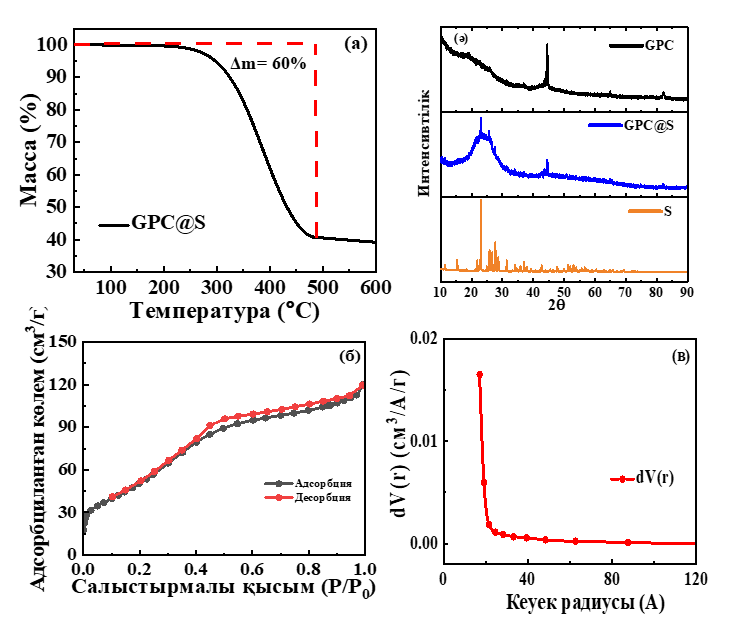 (а)
Δm= 60%
GPC@S
Масса (%)
100
90
80
70
60
50
40
30
100 200 300 400 500 600
Температура (°C)
(ә)
GPC
GPC@S
S
Интенсивтілік
10 20 30 40 50 60 70 80 90
2Θ
(б)
Адсорбция
Десорбция
Адсорбциланған көлем (см³/г)
150
120
90
60
30
0
0.0 0.2 0.4 0.6 0.8 1.0
Салыстырмалы қысым (P/P₀)
(в)
dV(r)
dV(r) (см³/А/г)
0.02
0.01
0.00
0 20 40 60 80 120
Кеуек радиусы (А)